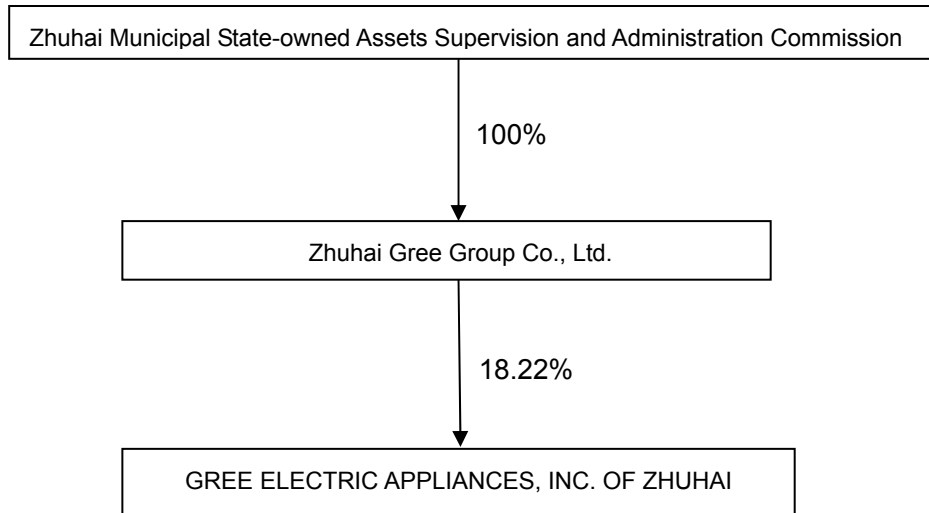 Zhuhai Municipal State-owned Assets Supervision and Administration Commission
100%
Zhuhai Gree Group Co., Ltd.
18.22%
GREE ELECTRIC APPLIANCES, INC. OF ZHUHAI